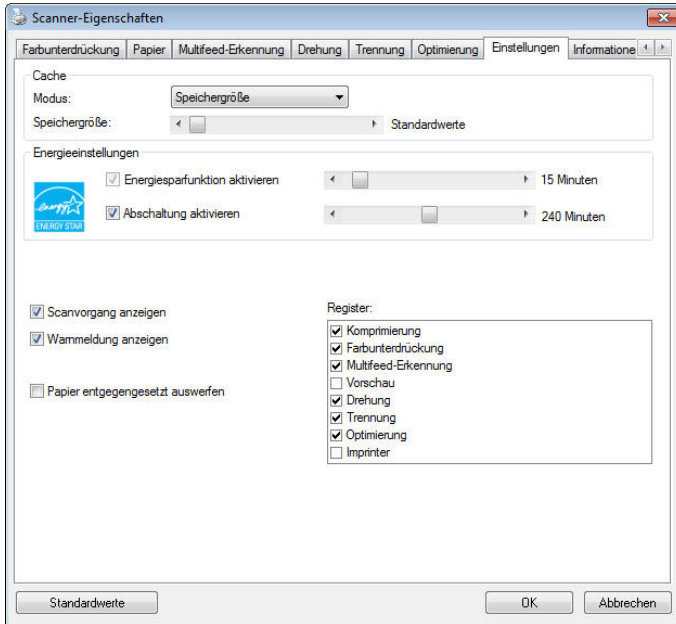 Scanner-Eigenschaften
Farbunterdrückung Papier Multifeed-Erkennung Drehung Trennung Optimierung Einstellungen Informatione
Cache
Modus: Speichergröße
Speichergröße: Standardwerte
Energieeinstellungen
Energiesparfunktion aktivieren 15 Minuten
energy
ENERGY STAR
Abschaltung aktivieren 240 Minuten
Scanvorgang anzeigen
Warnmeldung anzeigen
Papier entgegengesetzt auswerfen
Register:
Komprimierung
Farbunterdrückung
Multifeed-Erkennung
Vorschau
Drehung
Trennung
Optimierung
Imprinter
Standardwerte OK Abbrechen